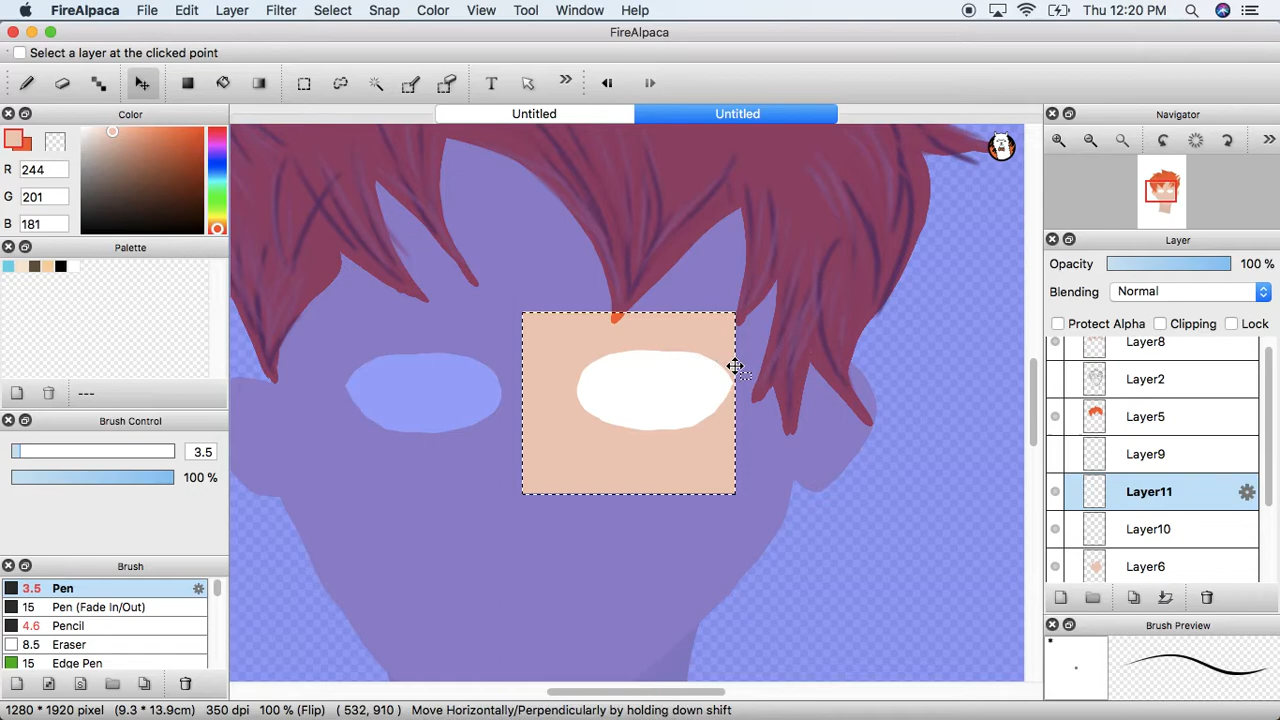 FireAlpaca File Edit Layer Filter Select Snap Color View Tool Window Help Thu 12:20 PM
FireAlpaca
Select a layer at the clicked point
T
Color
Untitled
Untitled
Navigator
R 244
G 201
B 181
Palette
Layer
Opacity 100 %
Blending Normal
Protect Alpha Clipping Lock
Layer8
Layer2
Layer5
Layer9
Layer11
Layer10
Layer6
---
Brush Control
3.5
100 %
Brush
3.5 Pen
15 Pen (Fade In/Out)
4.6 Pencil
8.5 Eraser
15 Edge Pen
Brush Preview
1280 * 1920 pixel (9.3 * 13.9cm) 350 dpi 100 % (Flip) ( 532, 910 ) Move Horizontally/Perpendicularly by holding down shift